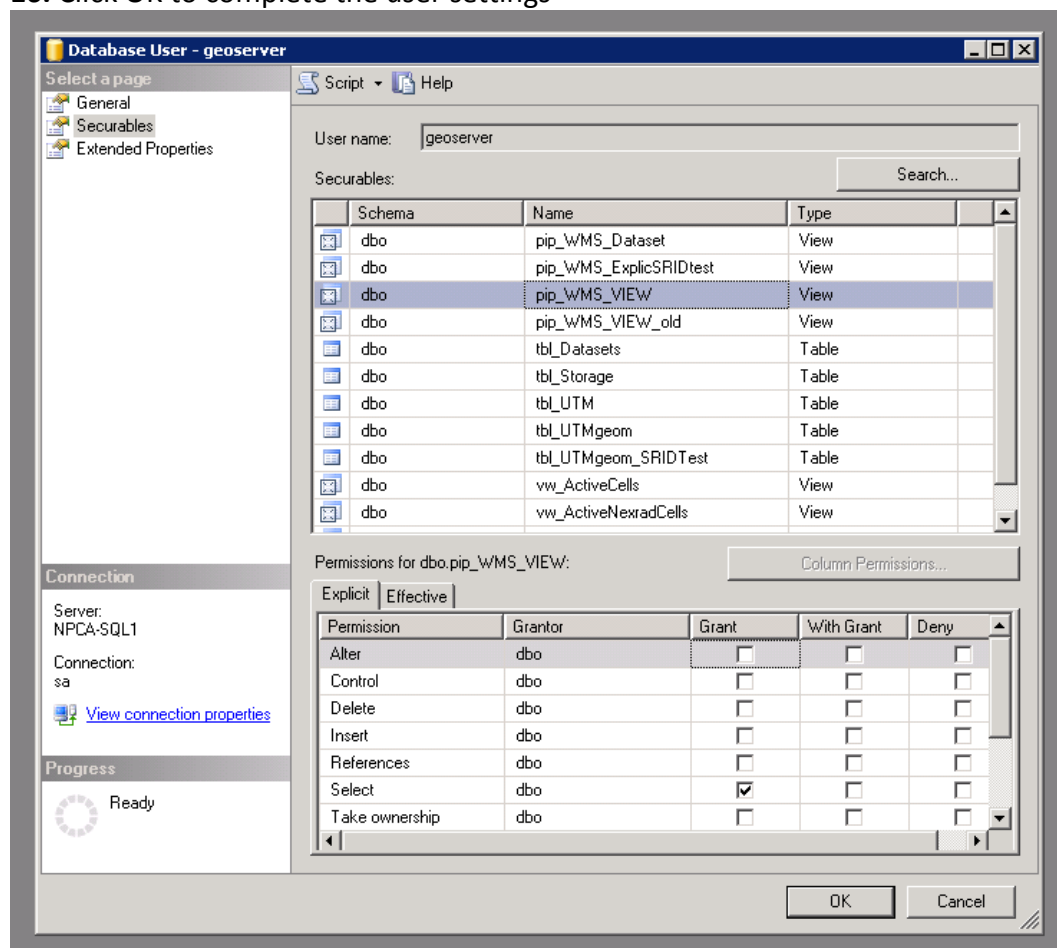 Click OK to complete the user settings
Database User - geoserver
Select a page
General
Securables
Extended Properties
Script Help
User name: geoserver
Securables: Search...
Schema Name Type
dbo pip_WMS_Dataset View
dbo pip_WMS_ExplicSRIDtest View
dbo pip_WMS_VIEW View
dbo pip_WMS_VIEW_old View
dbo tbl_Datasets Table
dbo tbl_Storage Table
dbo tbl_UTM Table
dbo tbl_UTMgeom Table
dbo tbl_UTMgeom_SRIDTest Table
dbo vw_ActiveCells View
dbo vw_ActiveNexradCells View
Permissions for dbo.pip_WMS_VIEW: Column Permissions...
Explicit Effective
Permission Grantor Grant With Grant Deny
Alter dbo
Control dbo
Delete dbo
Insert dbo
References dbo
Select dbo
Take ownership dbo
Connection
Server:
NPCA-SQL1
Connection:
sa
View connection properties
Progress
Ready
OK Cancel